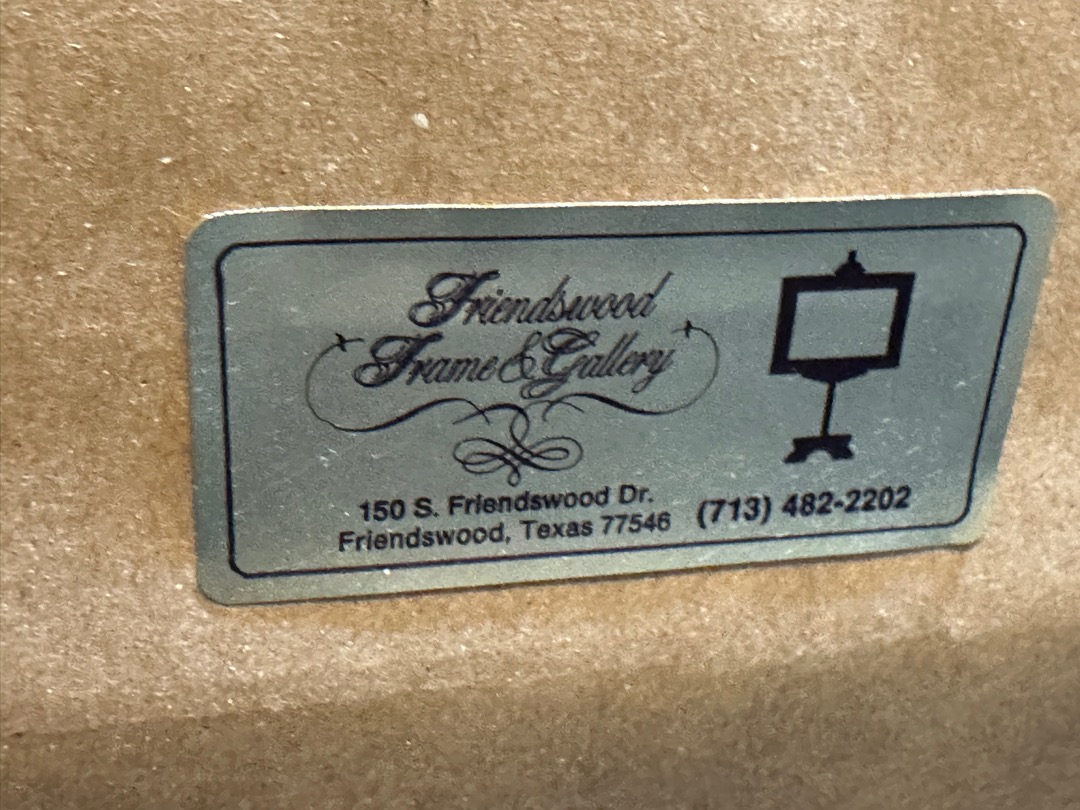 Friendswood
Frame & Gallery
150 S. Friendswood Dr.
Friendswood, Texas 77546
(713) 482-2202